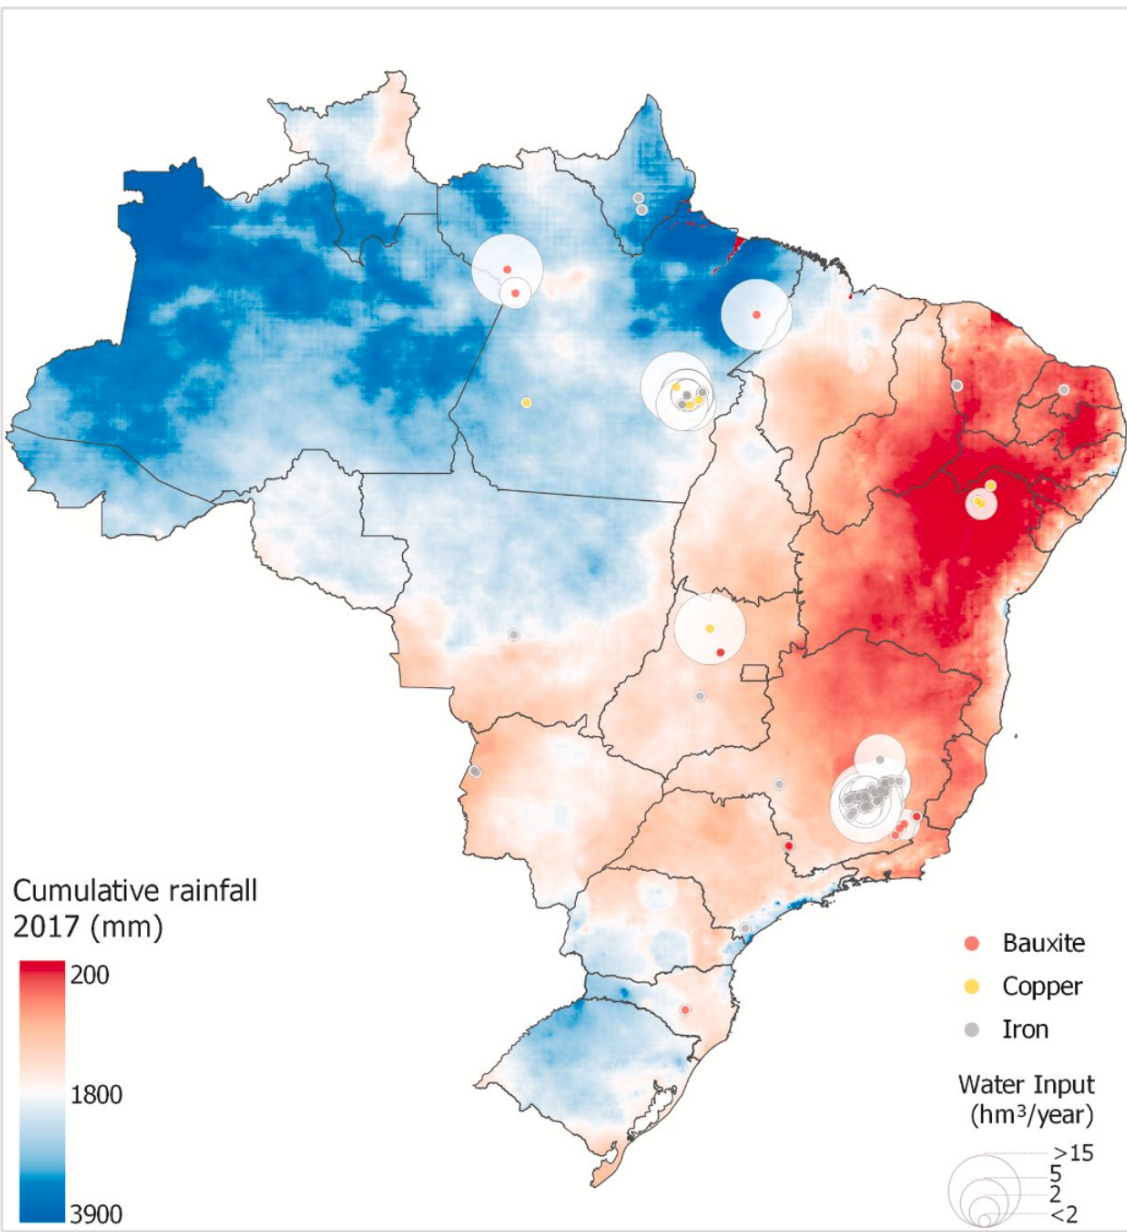 Cumulative rainfall
2017 (mm)
200
1800
3900
Bauxite
Copper
Iron
Water Input
(hm³/year)
>15
5
2
<2